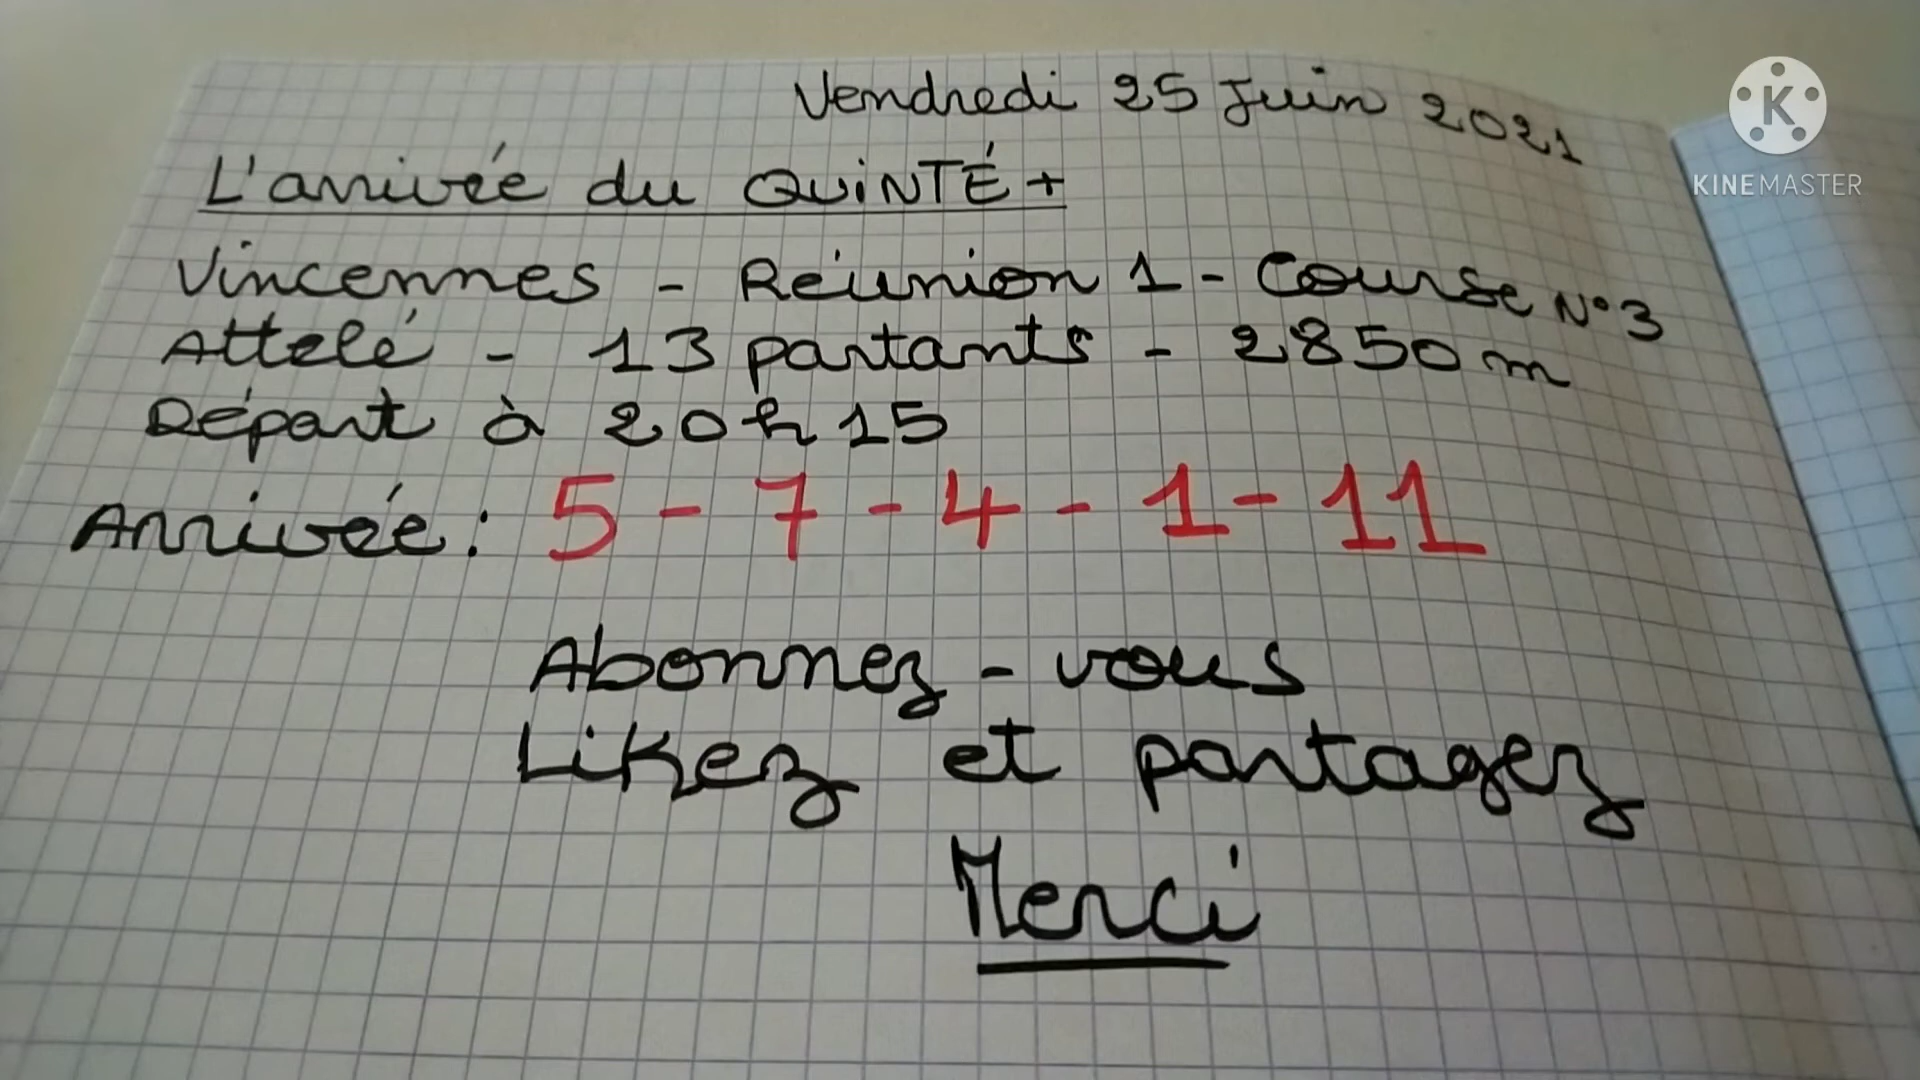 Vendredi 25 Juin 2021
L'arrivée du QUiNTÉ+
Vincennes - Réunion 1 - Course N°3
Attelé - 13 partants - 2850 m
Départ à 20h15
Arrivée : 5 - 7 - 4 - 1 - 11
Abonnez-vous
Likez et partagez
Merci
K
KINEMASTER